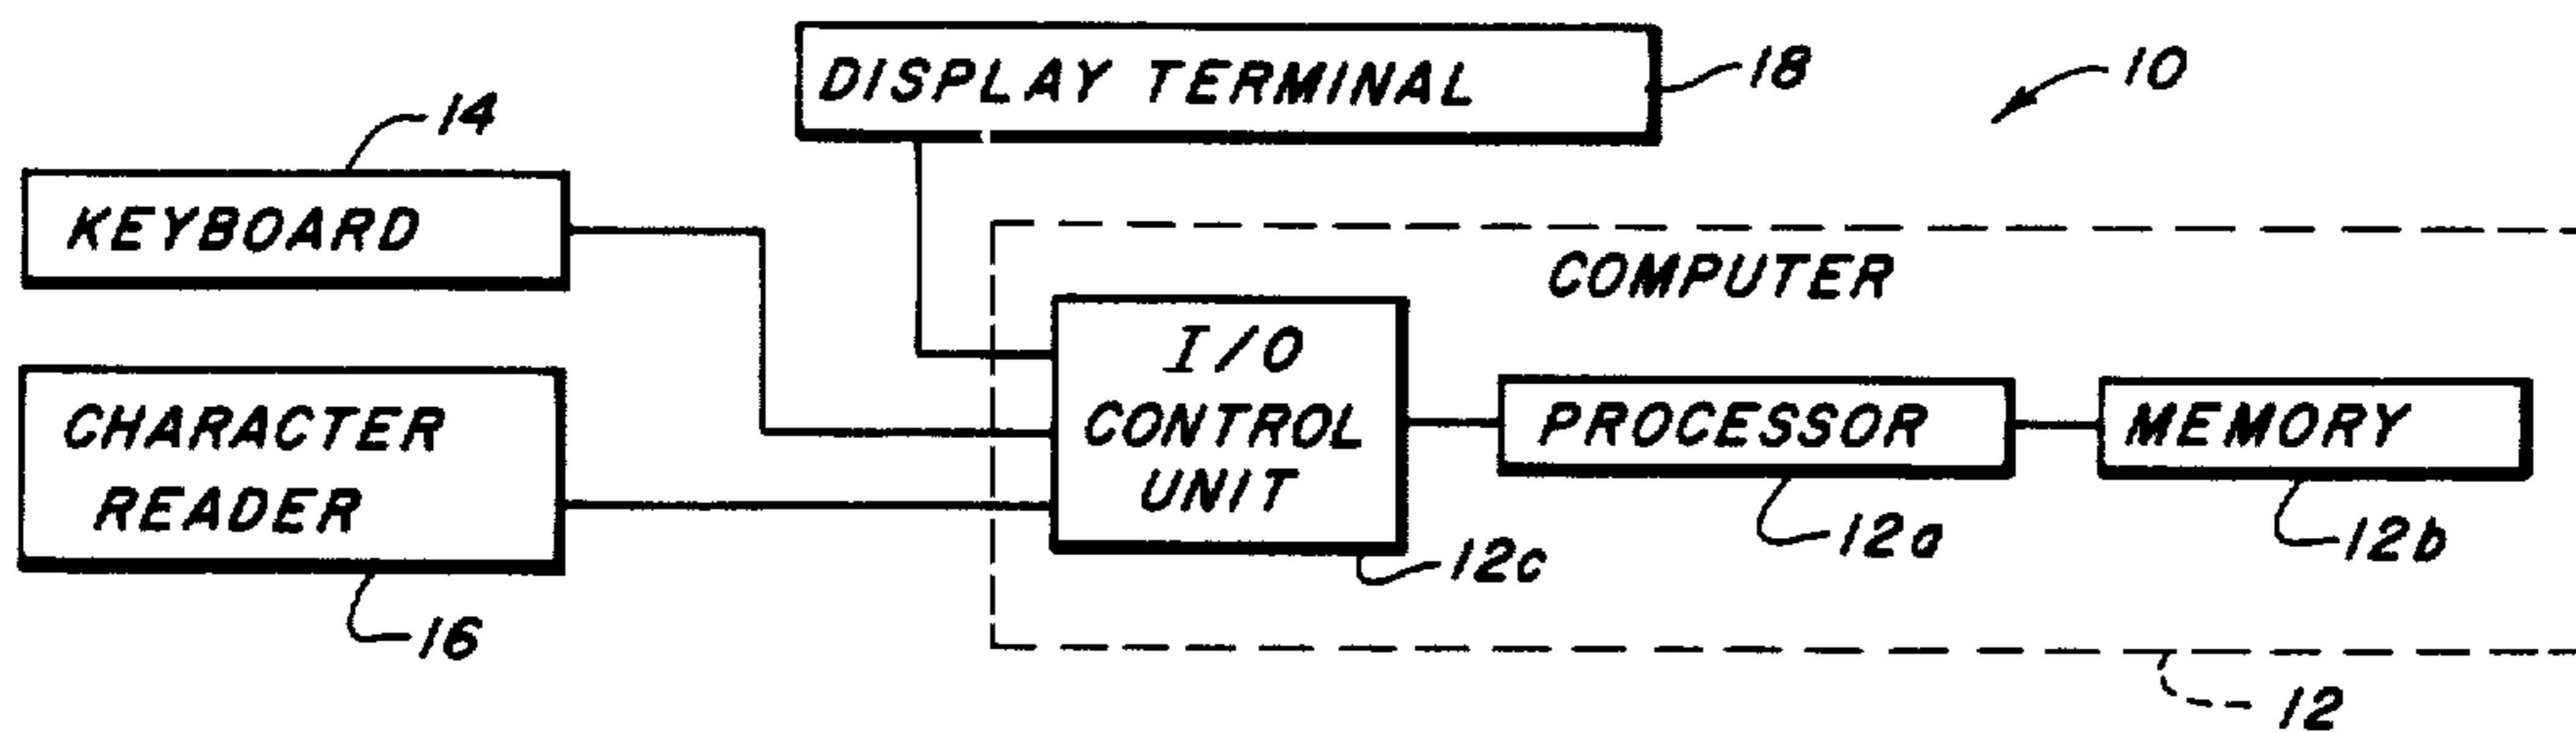 DISPLAY TERMINAL
18
10
14
KEYBOARD
COMPUTER
I/O
CONTROL
UNIT
PROCESSOR
MEMORY
CHARACTER
READER
12c
12a
12b
16
12